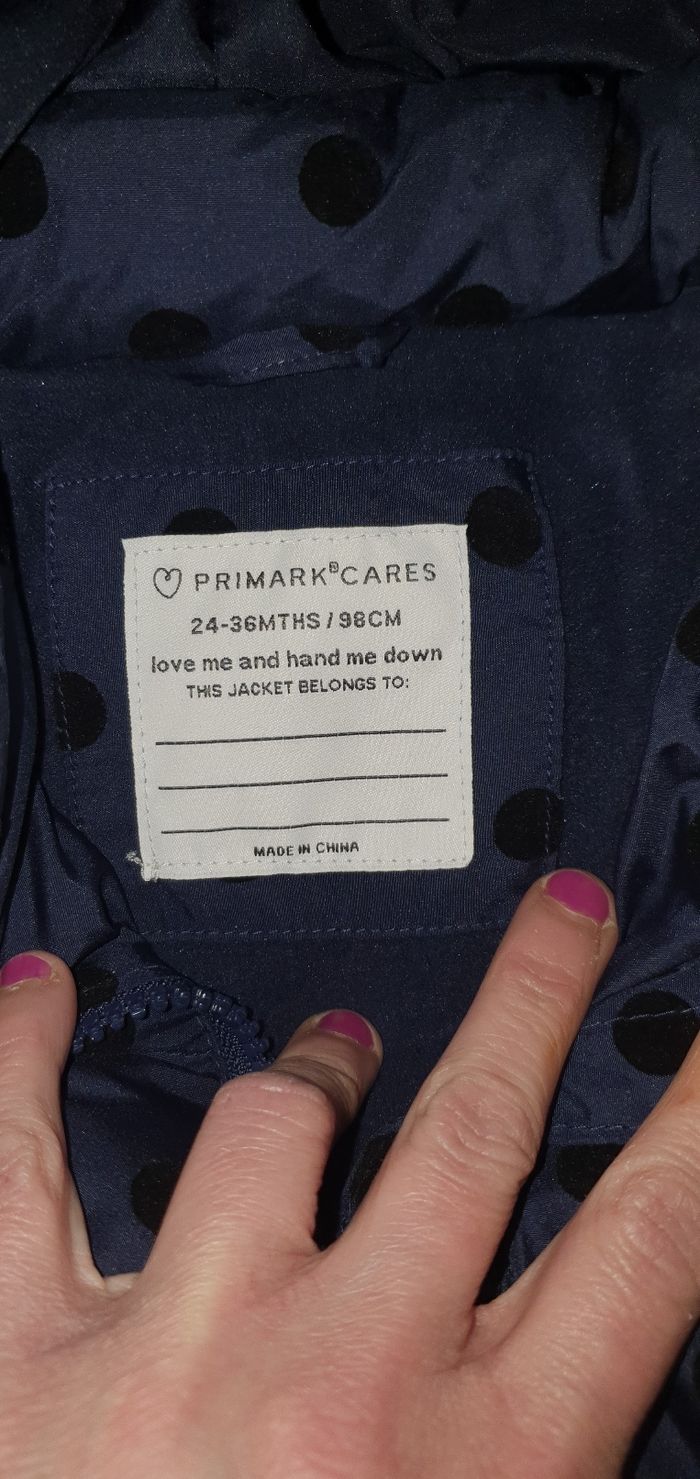 PRIMARK®CARES
24-36MTHS / 98CM
love me and hand me down
THIS JACKET BELONGS TO:
MADE IN CHINA